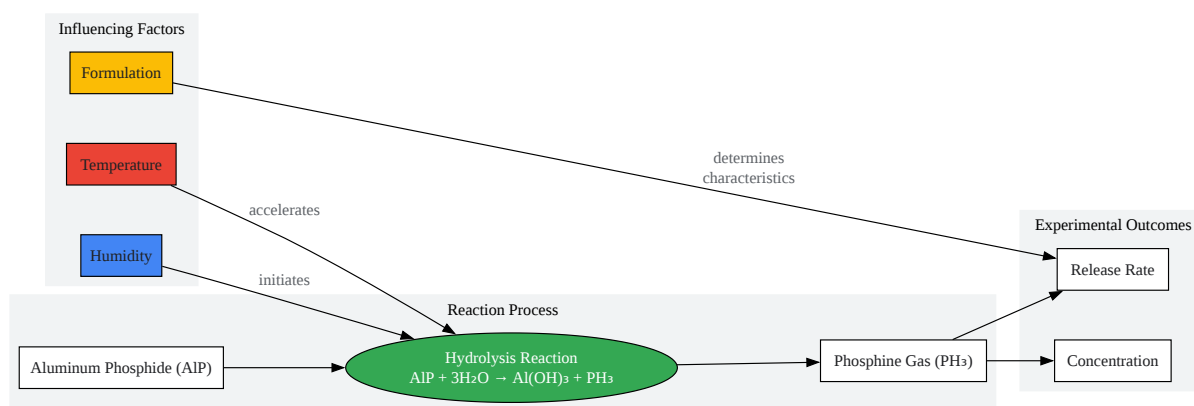 Influencing Factors
Formulation
Temperature
Humidity
determines
characteristics
accelerates
initiates
Experimental Outcomes
Release Rate
Concentration
Reaction Process
Aluminum Phosphide (AlP)
Hydrolysis Reaction
AlP + 3H₂O → Al(OH)₃ + PH₃
Phosphine Gas (PH₃)